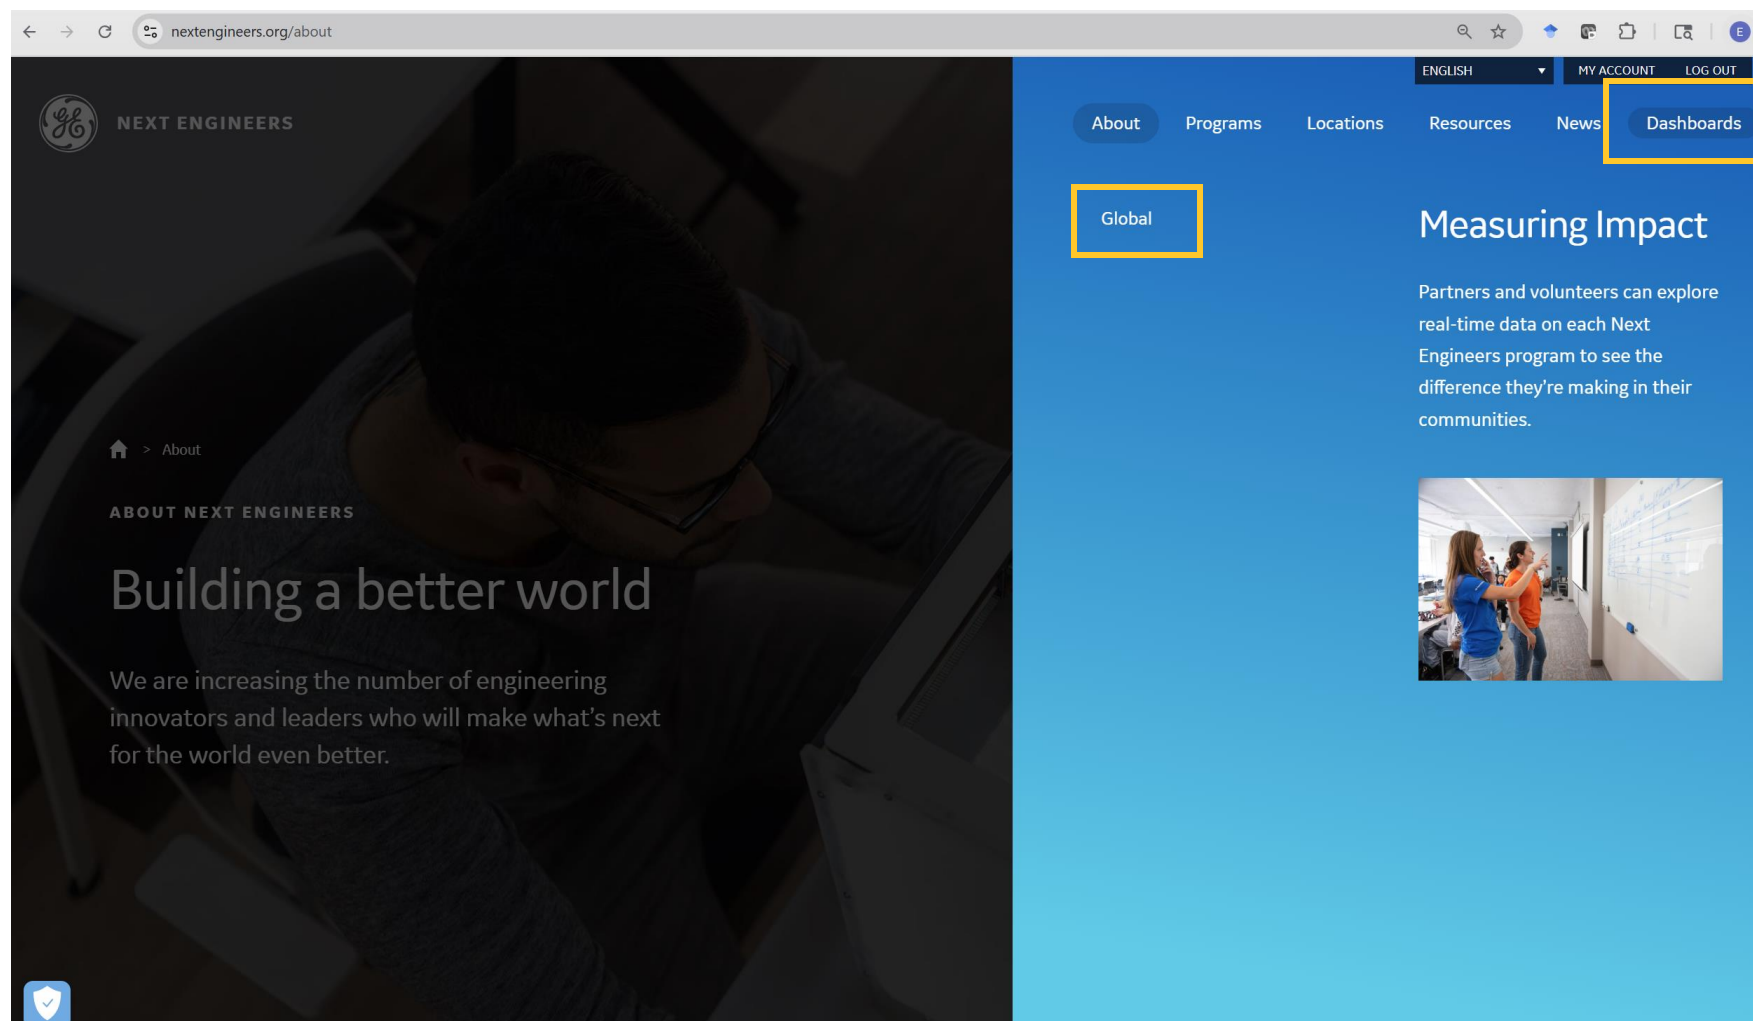 nextengineers.org/about
E
ENGLISH
MY ACCOUNT
LOG OUT
GE
NEXT ENGINEERS
About
Programs
Locations
Resources
News
Dashboards
Global
Measuring Impact
Partners and volunteers can explore
real-time data on each Next
Engineers program to see the
difference they're making in their
communities.
> About
ABOUT NEXT ENGINEERS
Building a better world
We are increasing the number of engineering
innovators and leaders who will make what's next
for the world even better.